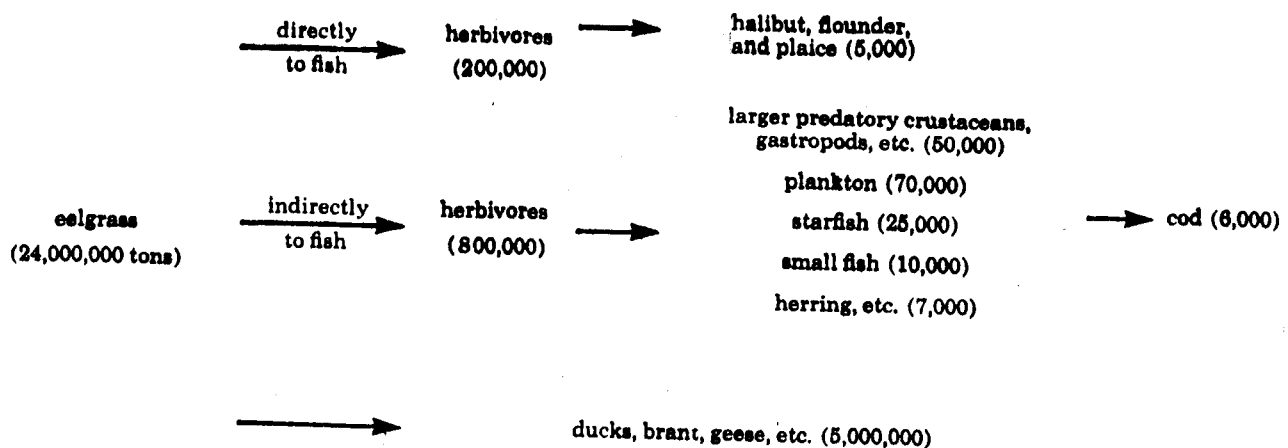 directly
to fish
herbivores
(200,000)
halibut, flounder,
and plaice (5,000)
larger predatory crustaceans,
gastropods, etc. (50,000)
plankton (70,000)
eelgrass
(24,000,000 tons)
indirectly
to fish
herbivores
(800,000)
starfish (25,000)
small fish (10,000)
herring, etc. (7,000)
cod (6,000)
ducks, brant, geese, etc. (5,000,000)